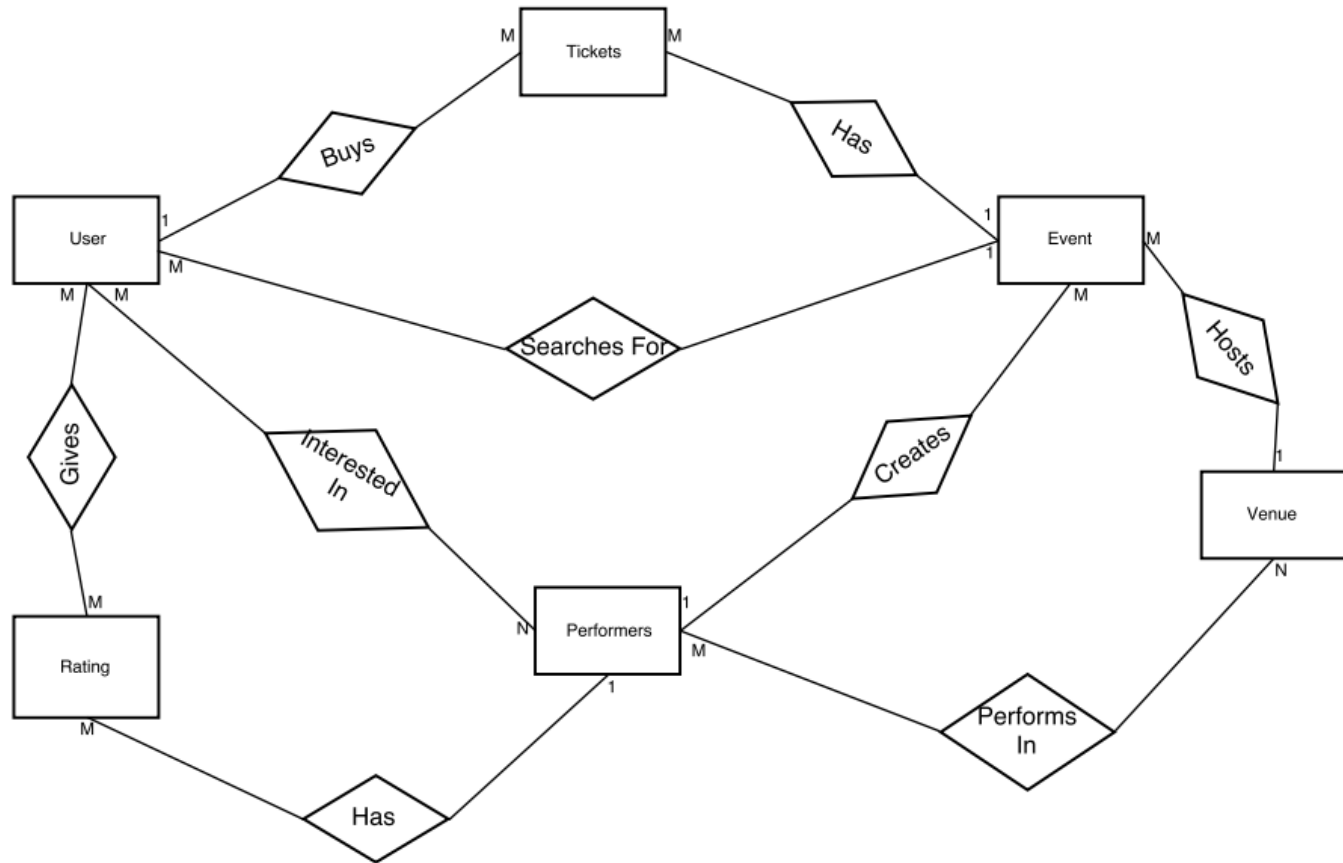 M
Tickets
M
Buys
Has
User
1
M
1
Event
1
M
M
M
M
Searches For
Hosts
Gives
Interested
In
Creates
1
Venue
N
M
Rating
N
Performers
1
M
1
M
Performs
In
Has